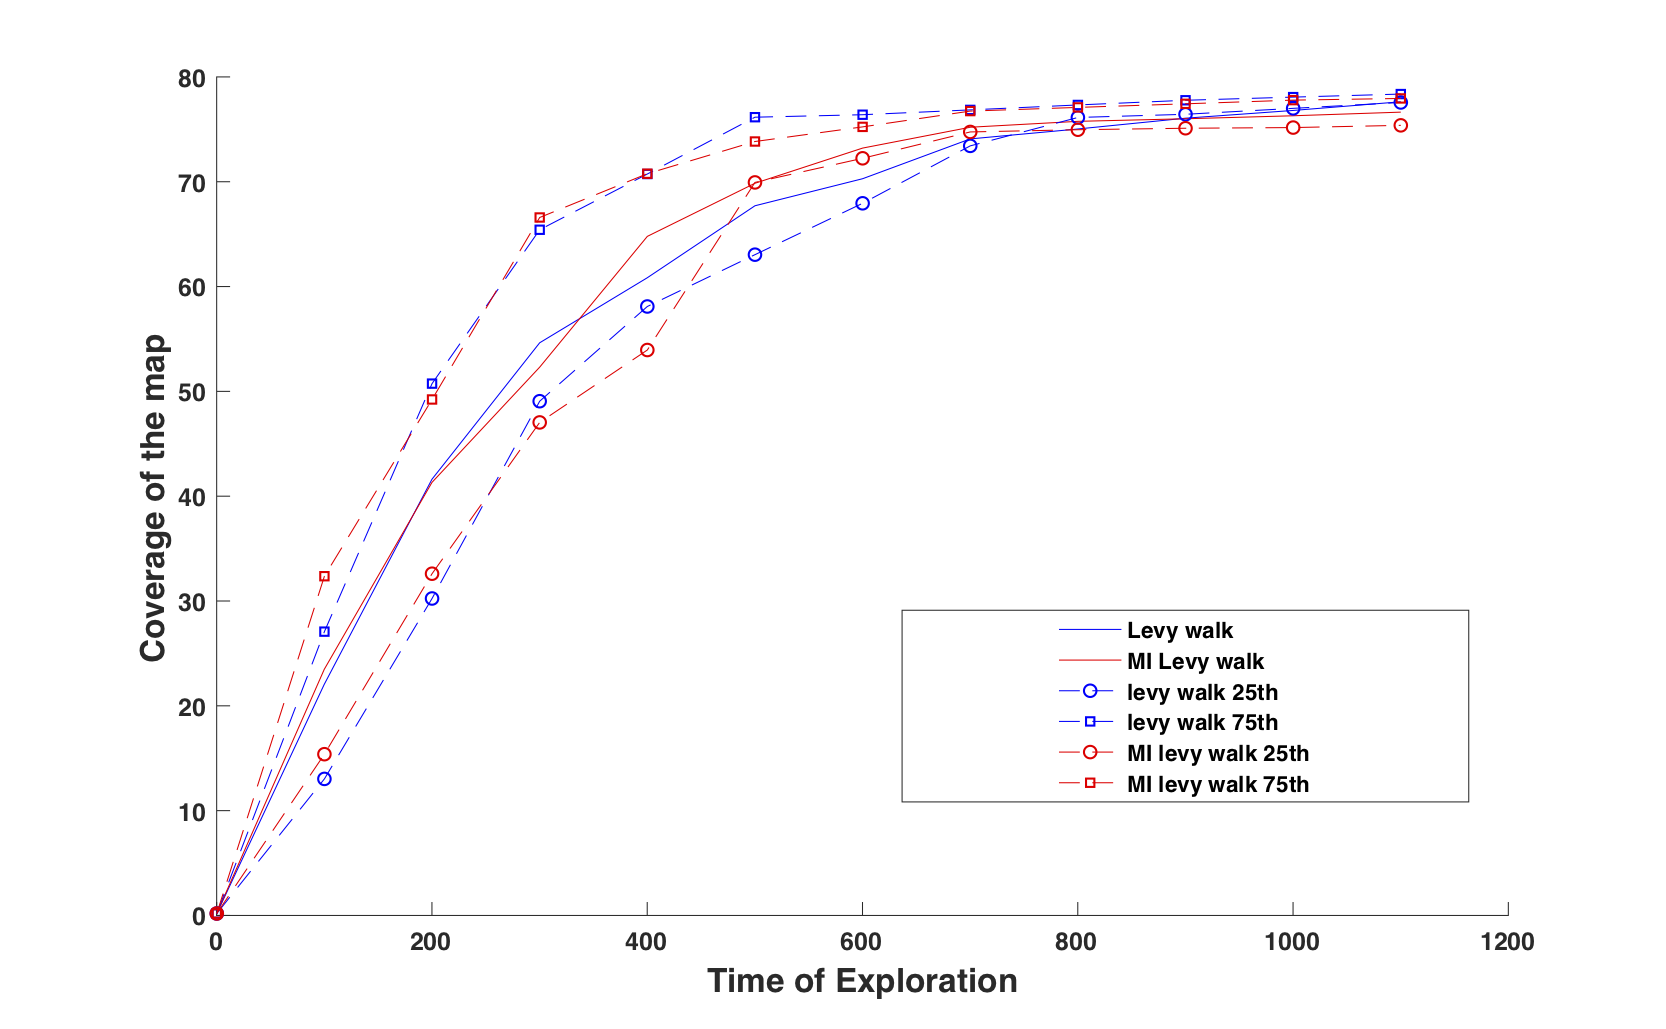 80
70
60
50
40
30
20
10
0
Coverage of the map
0 200 400 600 800 1000 1200
Time of Exploration
Levy walk
MI Levy walk
levy walk 25th
levy walk 75th
MI levy walk 25th
MI levy walk 75th